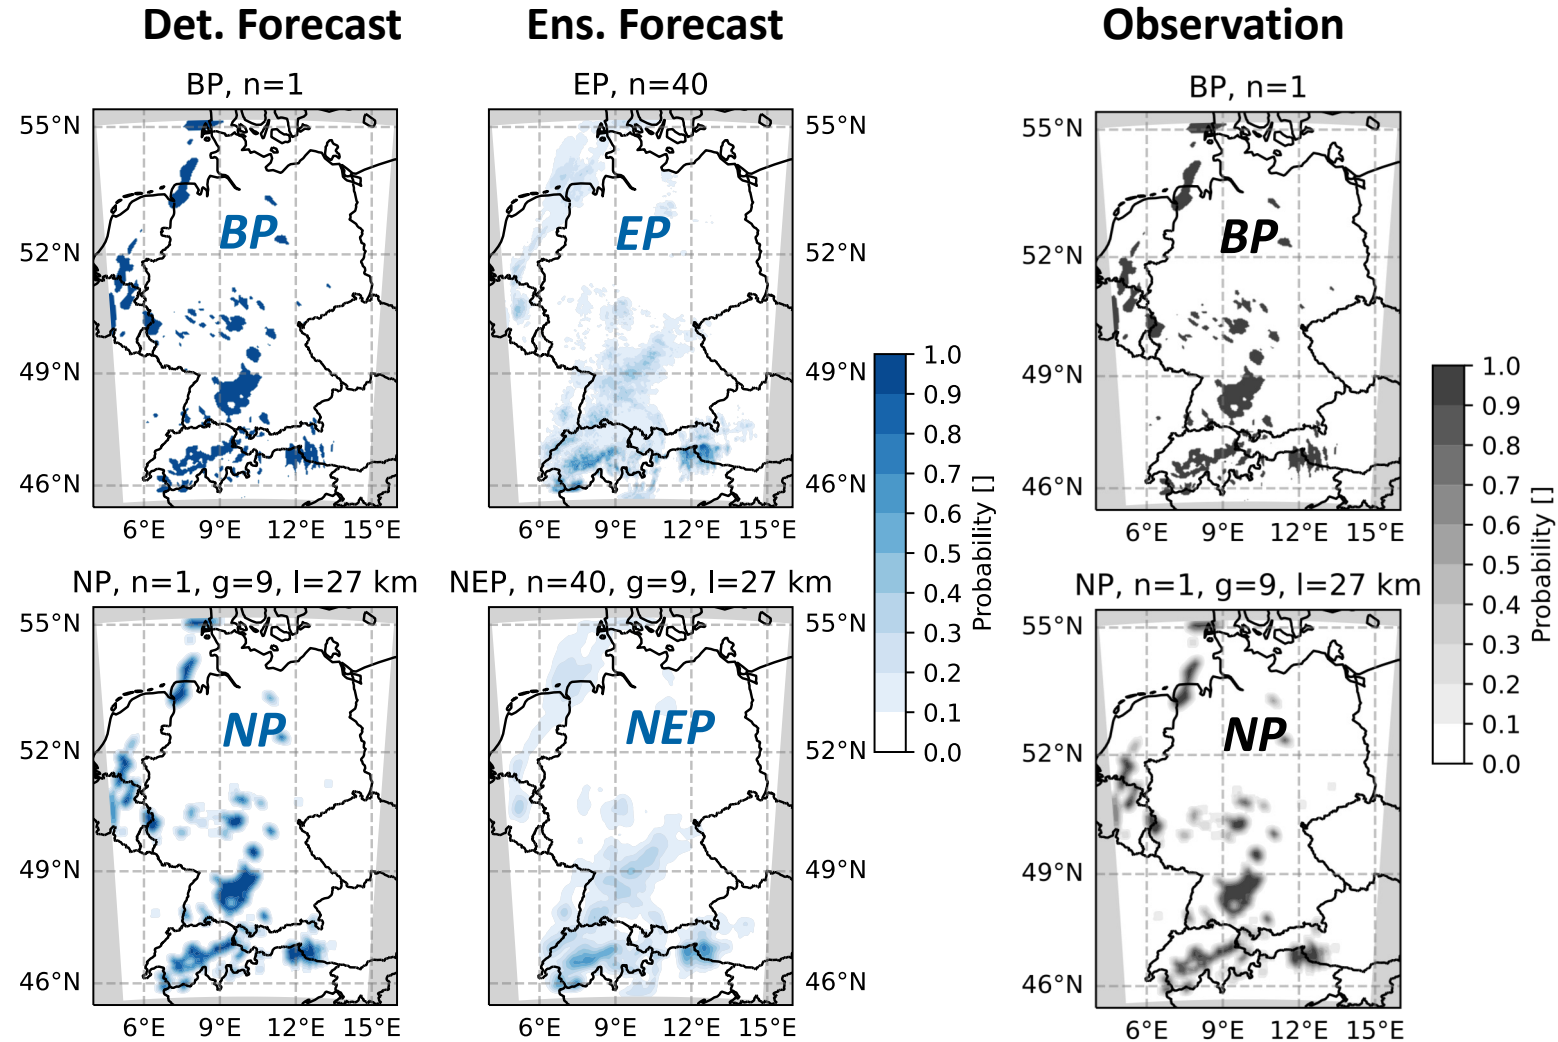 Det. Forecast
Ens. Forecast
Observation
BP, n=1
EP, n=40
BP, n=1
55°N
52°N
49°N
46°N
6°E 9°E 12°E 15°E
BP
6°E 9°E 12°E 15°E
EP
55°N
52°N
49°N
46°N
1.0
0.9
0.8
0.7
0.6
0.5
0.4
0.3
0.2
0.1
0.0
Probability []
55°N
52°N
49°N
46°N
6°E 9°E 12°E 15°E
BP
1.0
0.9
0.8
0.7
0.6
0.5
0.4
0.3
0.2
0.1
0.0
Probability []
NP, n=1, g=9, l=27 km
NEP, n=40, g=9, l=27 km
NP, n=1, g=9, l=27 km
55°N
52°N
49°N
46°N
6°E 9°E 12°E 15°E
NP
6°E 9°E 12°E 15°E
NEP
55°N
52°N
49°N
46°N
55°N
52°N
49°N
46°N
6°E 9°E 12°E 15°E
NP